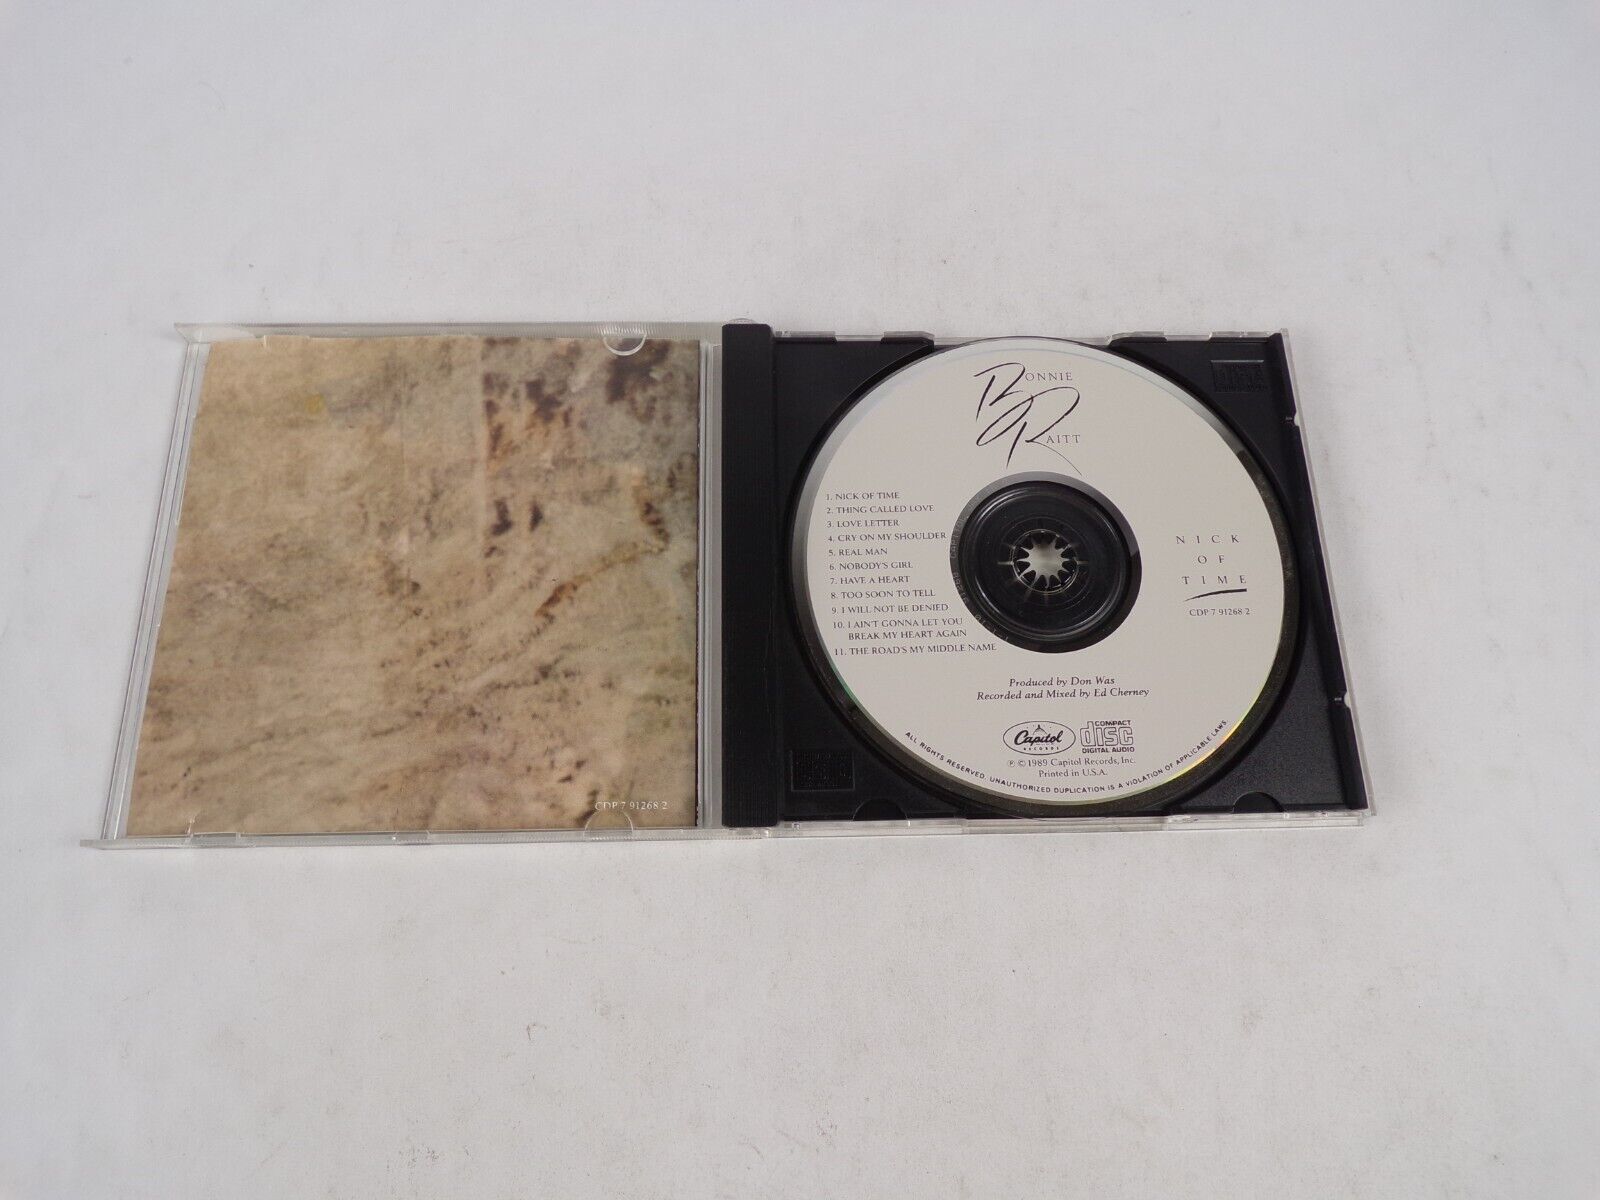 CDP 7 91268 2
BONNIE
RAITT
1. NICK OF TIME
2. THING CALLED LOVE
3. LOVE LETTER
4. CRY ON MY SHOULDER
5. REAL MAN
6. NOBODY'S GIRL
7. HAVE A HEART
8. TOO SOON TO TELL
9. I WILL NOT BE DENIED
10. I AIN'T GONNA LET YOU
BREAK MY HEART AGAIN
11. THE ROAD'S MY MIDDLE NAME
NICK
OF
TIME
CDP 7 91268 2
Produced by Don Was
Recorded and Mixed by Ed Cherney
Capitol
RECORDS
COMPACT
disc
DIGITAL AUDIO
℗ © 1989 Capitol Records, Inc.
Printed in U.S.A.
ALL RIGHTS RESERVED. UNAUTHORIZED DUPLICATION IS A VIOLATION OF APPLICABLE LAWS.